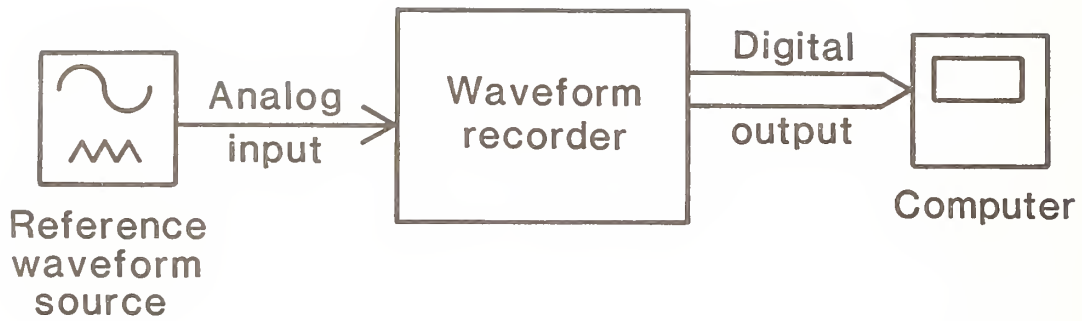 Reference
waveform
source
Analog
input
Waveform
recorder
Digital
output
Computer